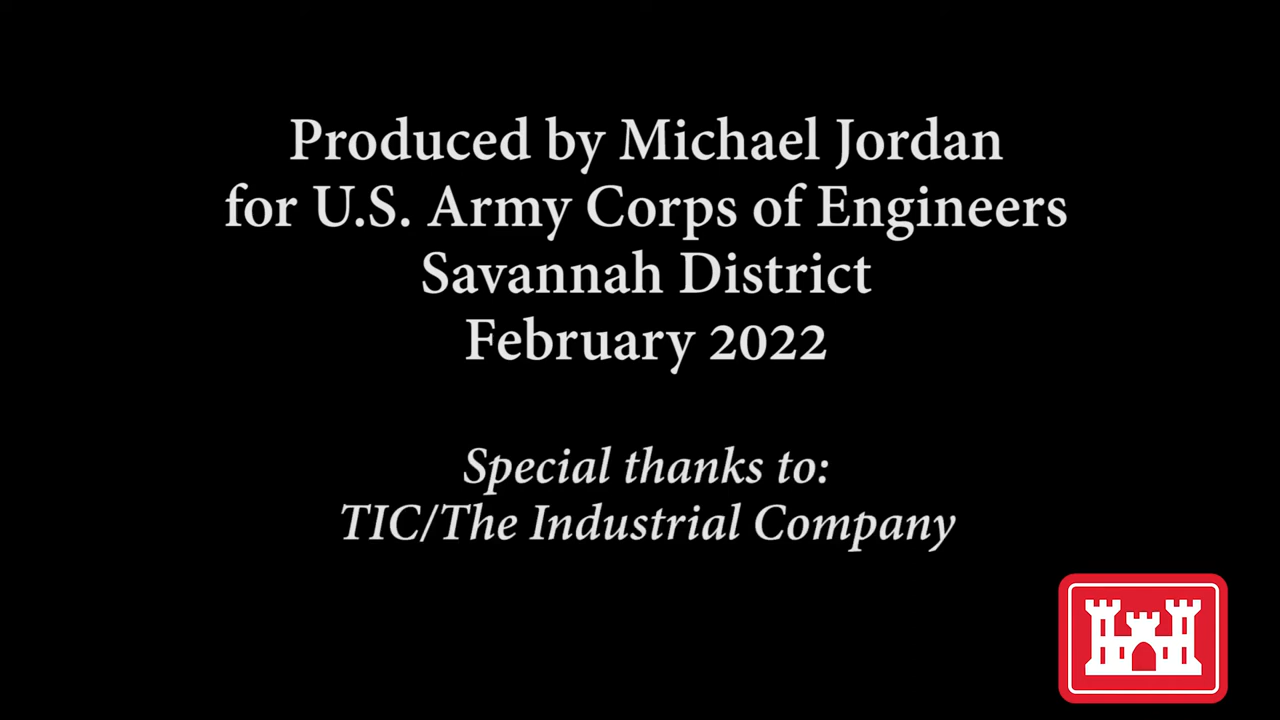 Produced by Michael Jordan
for U.S. Army Corps of Engineers
Savannah District
February 2022
Special thanks to:
TIC/The Industrial Company